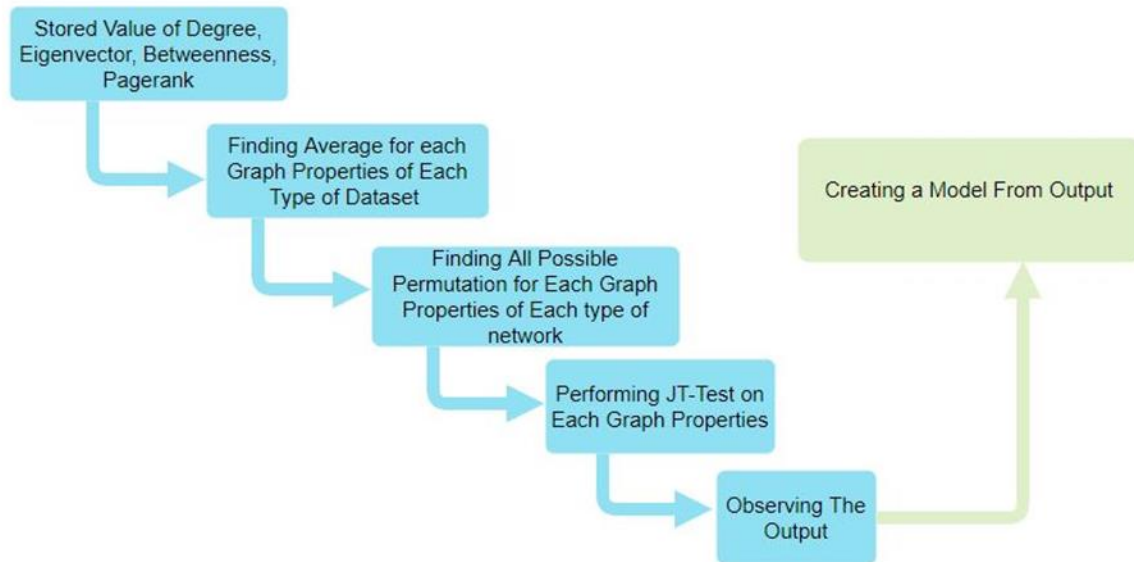 Stored Value of Degree,
Eigenvector, Betweenness,
Pagerank
Finding Average for each
Graph Properties of Each
Type of Dataset
Finding All Possible
Permutation for Each Graph
Properties of Each type of
network
Performing JT-Test on
Each Graph Properties
Observing The
Output
Creating a Model From Output